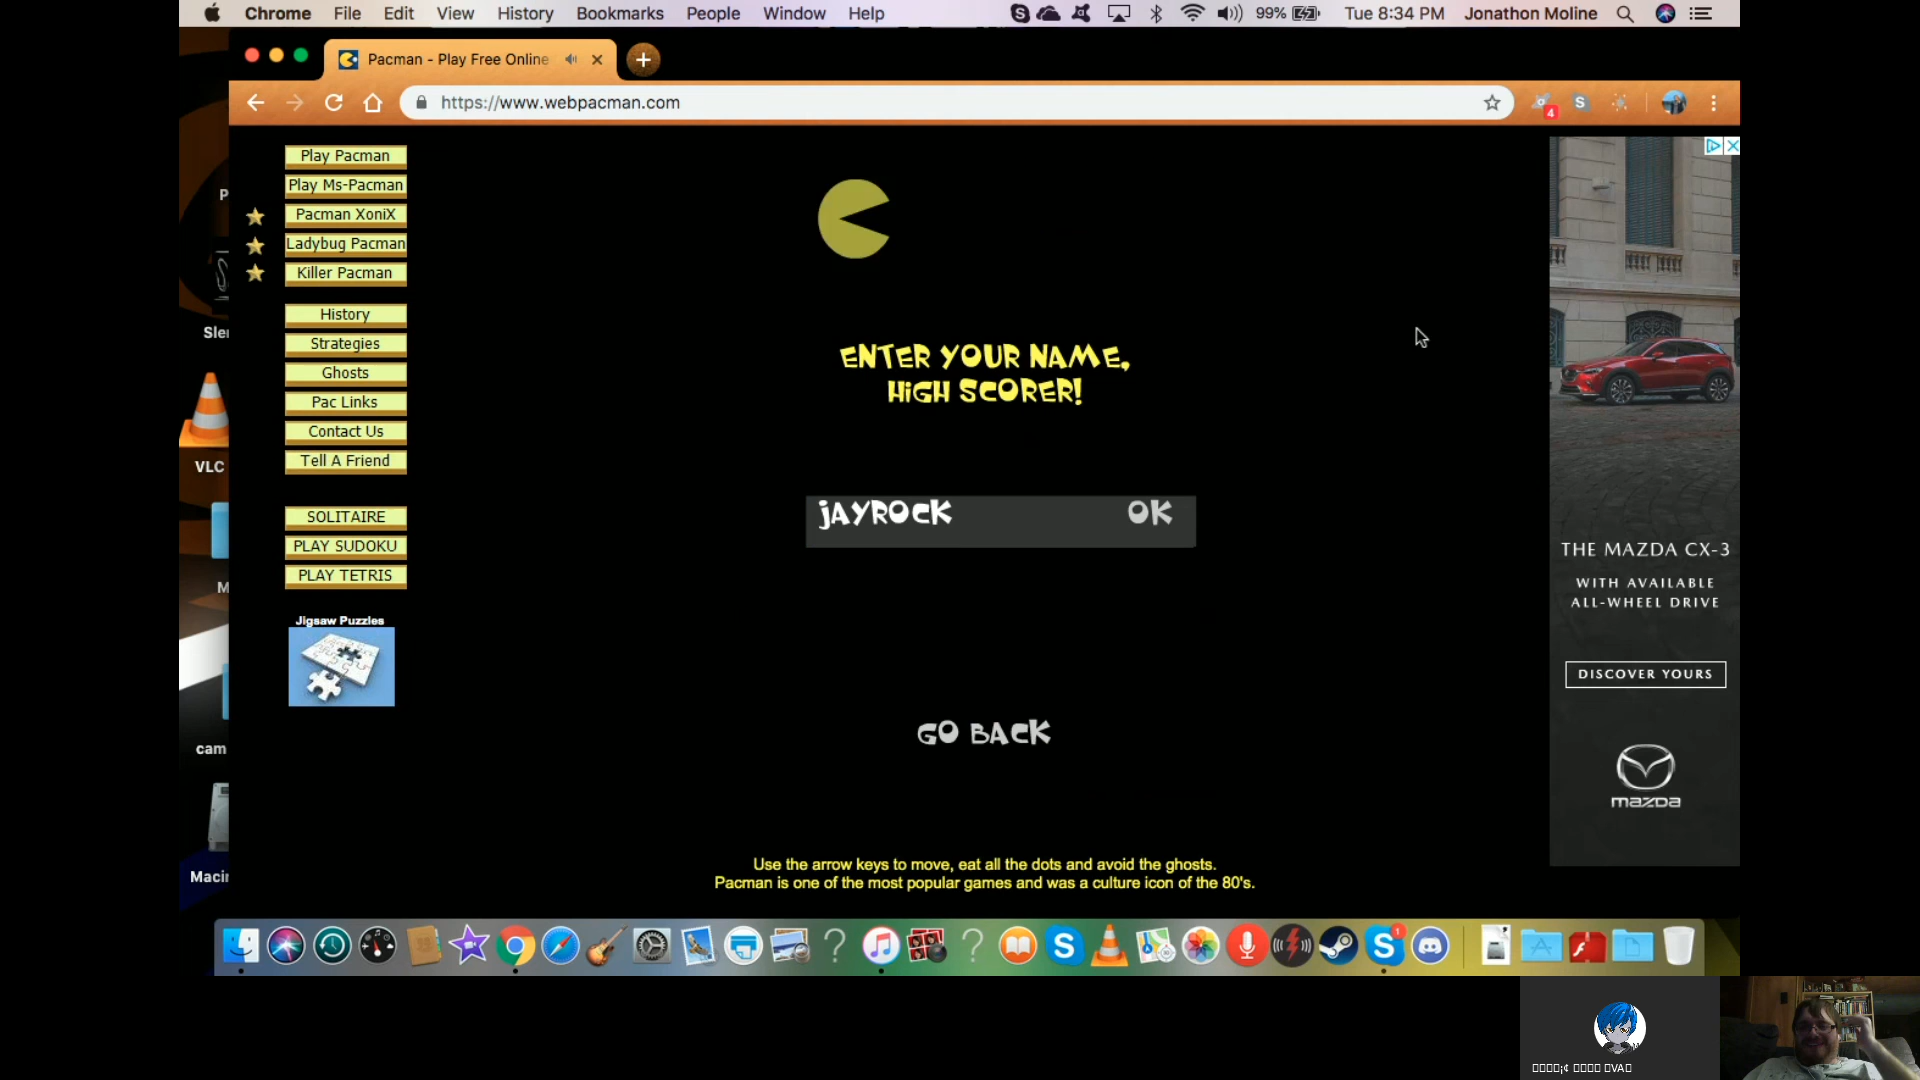 Chrome File Edit View History Bookmarks People Window Help 99% Tue 8:34 PM Jonathon Moline
Pacman - Play Free Online
https://www.webpacman.com
4
S
Play Pacman
Play Ms-Pacman
Pacman XoniX
Ladybug Pacman
Killer Pacman
History
Strategies
Ghosts
Pac Links
Contact Us
Tell A Friend
SOLITAIRE
PLAY SUDOKU
PLAY TETRIS
Jigsaw Puzzles
ENTER YOUR NAME,
HIGH SCORER!
JAYROCK OK
GO BACK
Use the arrow keys to move, eat all the dots and avoid the ghosts.
Pacman is one of the most popular games and was a culture icon of the 80's.
THE MAZDA CX-3
WITH AVAILABLE
ALL-WHEEL DRIVE
DISCOVER YOURS
mazda
VLC
cam